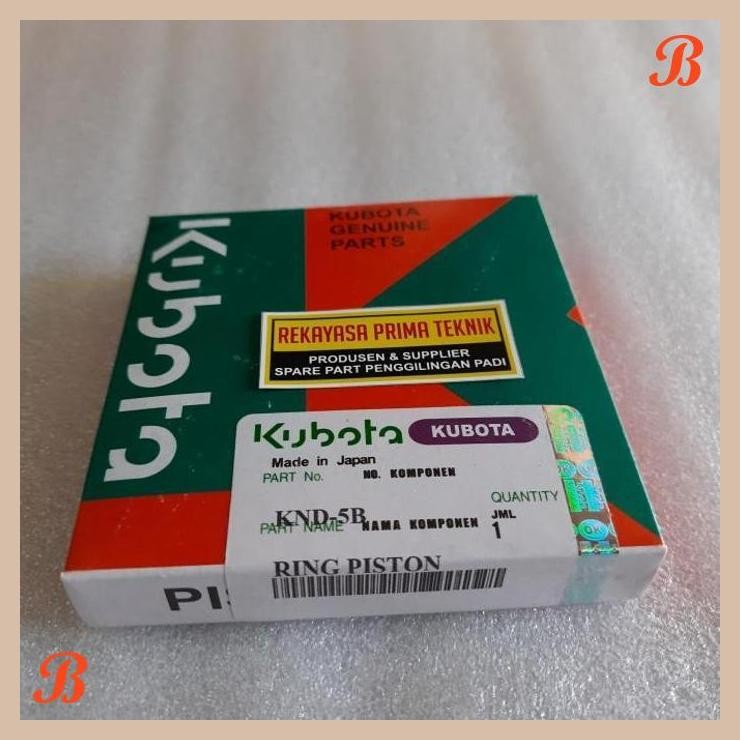 B
Kubota
KUBOTA
GENUINE
PARTS
REKAYASA PRIMA TEKNIK
PRODUSEN & SUPPLIER
SPARE PART PENGGILINGAN PADI
Kubota KUBOTA
Made in Japan
PART No. NO. KOMPONEN
KND-5B
QUANTITY
PART NAME NAMA KOMPONEN JML
1
RING PISTON
B